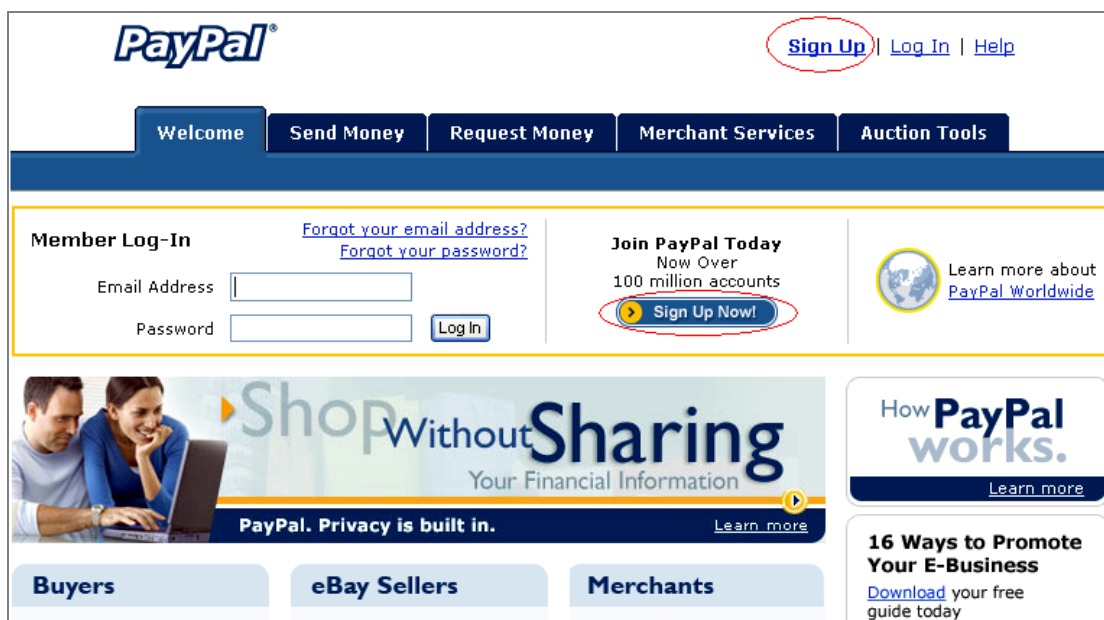 PayPal®
Sign Up | Log In | Help
Welcome
Send Money
Request Money
Merchant Services
Auction Tools
Member Log-In
Forgot your email address?
Forgot your password?
Email Address
Password
Log In
Join PayPal Today
Now Over
100 million accounts
Sign Up Now!
Learn more about
PayPal Worldwide
Shop Without Sharing
Your Financial Information
PayPal. Privacy is built in.
Learn more
How PayPal
works.
Learn more
16 Ways to Promote
Your E-Business
Download your free
guide today
Buyers
eBay Sellers
Merchants